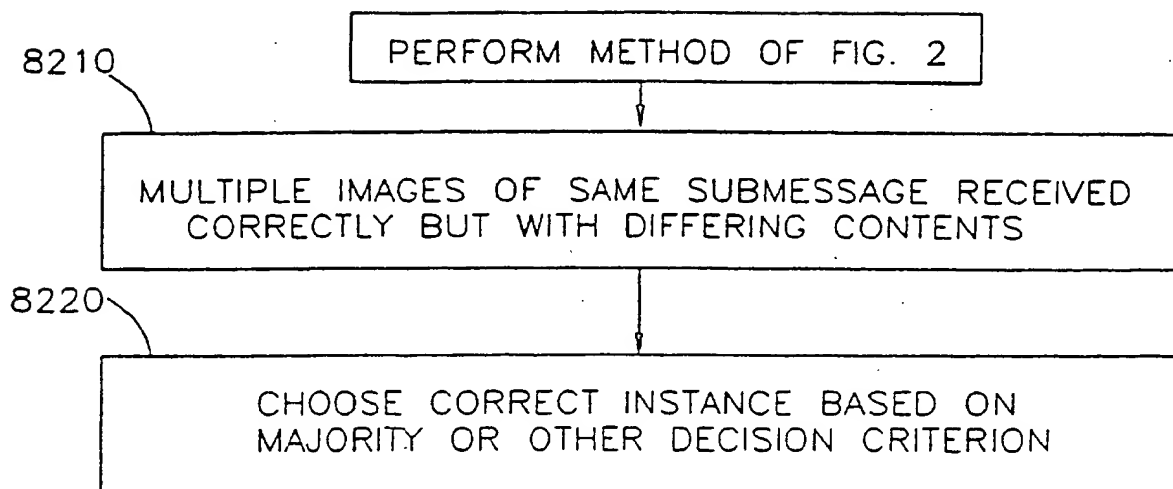 PERFORM METHOD OF FIG. 2
8210
MULTIPLE IMAGES OF SAME SUBMESSAGE RECEIVED
CORRECTLY BUT WITH DIFFERING CONTENTS
8220
CHOOSE CORRECT INSTANCE BASED ON
MAJORITY OR OTHER DECISION CRITERION